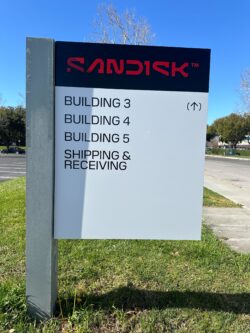 SANDISK™
BUILDING 3 (↑)
BUILDING 4
BUILDING 5
SHIPPING &
RECEIVING